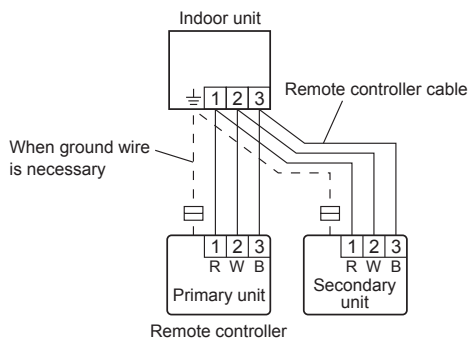 Indoor unit
1 2 3
Remote controller cable
When ground wire
is necessary
1 2 3
R W B
Primary unit
1 2 3
R W B
Secondary
unit
Remote controller